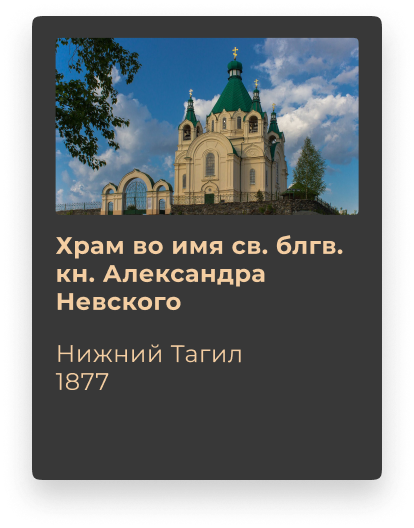 Храм во имя св. блгв.
кн. Александра
Невского
Нижний Тагил
1877